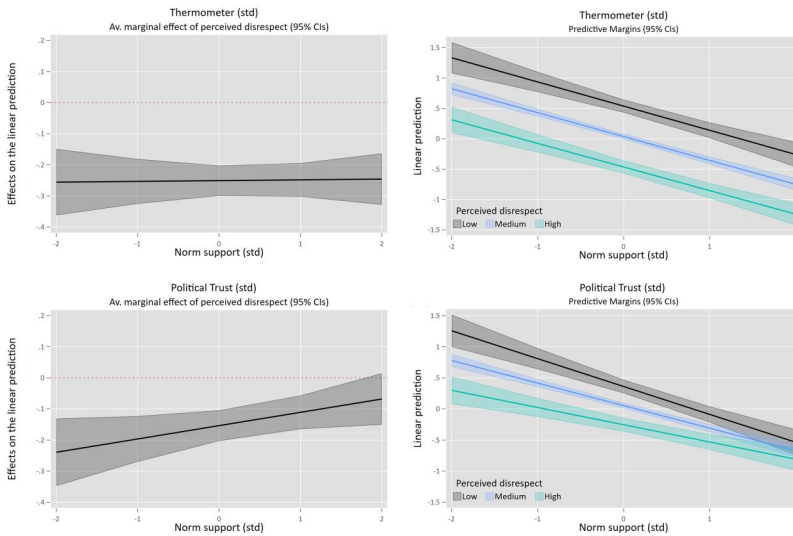 Thermometer (std)
Av. marginal effect of perceived disrespect (95% CIs)
Effects on the linear prediction
.2
.1
0
-.1
-.2
-.3
-.4
-2
-1
0
1
2
Norm support (std)
Thermometer (std)
Predictive Margins (95% CIs)
Linear prediction
1.5
1
.5
0
-.5
-1
-1.5
Perceived disrespect
Low Medium High
-2
-1
0
1
Norm support (std)
Political Trust (std)
Av. marginal effect of perceived disrespect (95% CIs)
Effects on the linear prediction
.2
.1
0
-.1
-.2
-.3
-.4
-2
-1
0
1
2
Norm support (std)
Political Trust (std)
Predictive Margins (95% CIs)
Linear prediction
1.5
1
.5
0
-.5
-1
-1.5
Perceived disrespect
Low Medium High
-2
-1
0
1
Norm support (std)